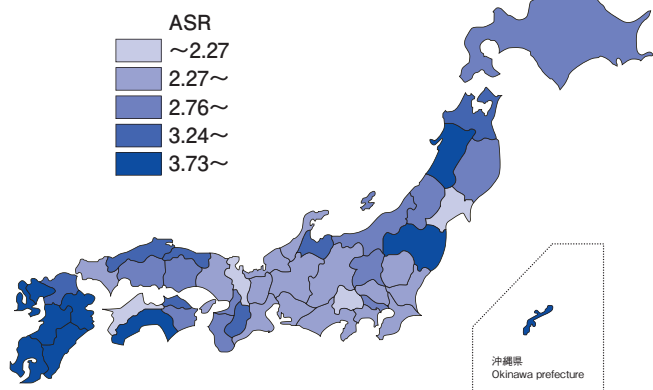 ASR
～2.27
2.27～
2.76～
3.24～
3.73～
沖縄県
Okinawa prefecture